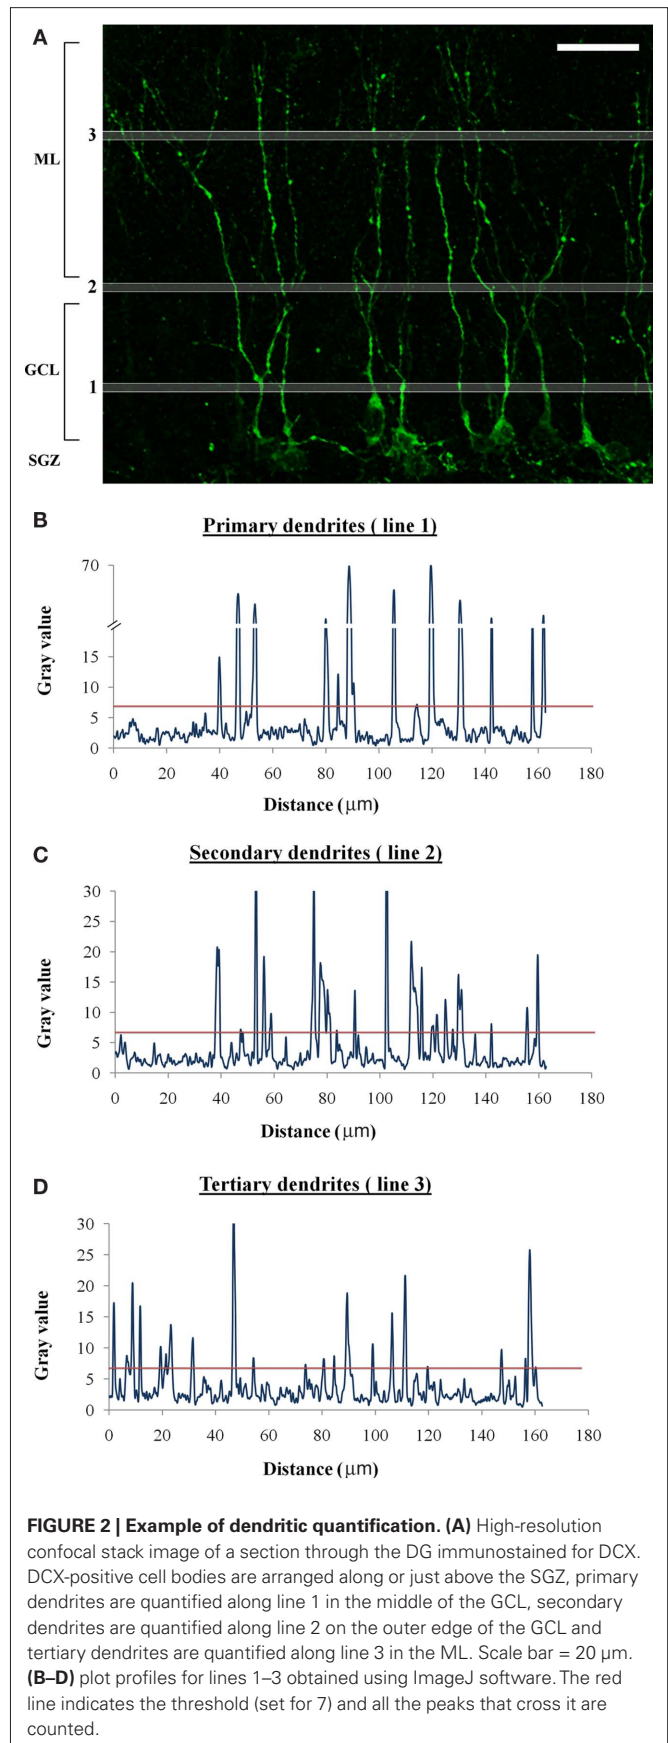 A
3
ML
2
GCL
1
SGZ
B
Primary dendrites ( line 1)
70
15
10
5
0
Gray value
0 20 40 60 80 100 120 140 160 180
Distance (µm)
C
Secondary dendrites ( line 2)
30
25
20
15
10
5
0
Gray value
0 20 40 60 80 100 120 140 160 180
Distance (µm)
D
Tertiary dendrites ( line 3)
30
25
20
15
10
5
0
Gray value
0 20 40 60 80 100 120 140 160 180
Distance (µm)
FIGURE 2 | Example of dendritic quantification. (A) High-resolution
confocal stack image of a section through the DG immunostained for DCX.
DCX-positive cell bodies are arranged along or just above the SGZ, primary
dendrites are quantified along line 1 in the middle of the GCL, secondary
dendrites are quantified along line 2 on the outer edge of the GCL and
tertiary dendrites are quantified along line 3 in the ML. Scale bar = 20 µm.
(B–D) plot profiles for lines 1–3 obtained using ImageJ software. The red
line indicates the threshold (set for 7) and all the peaks that cross it are
counted.